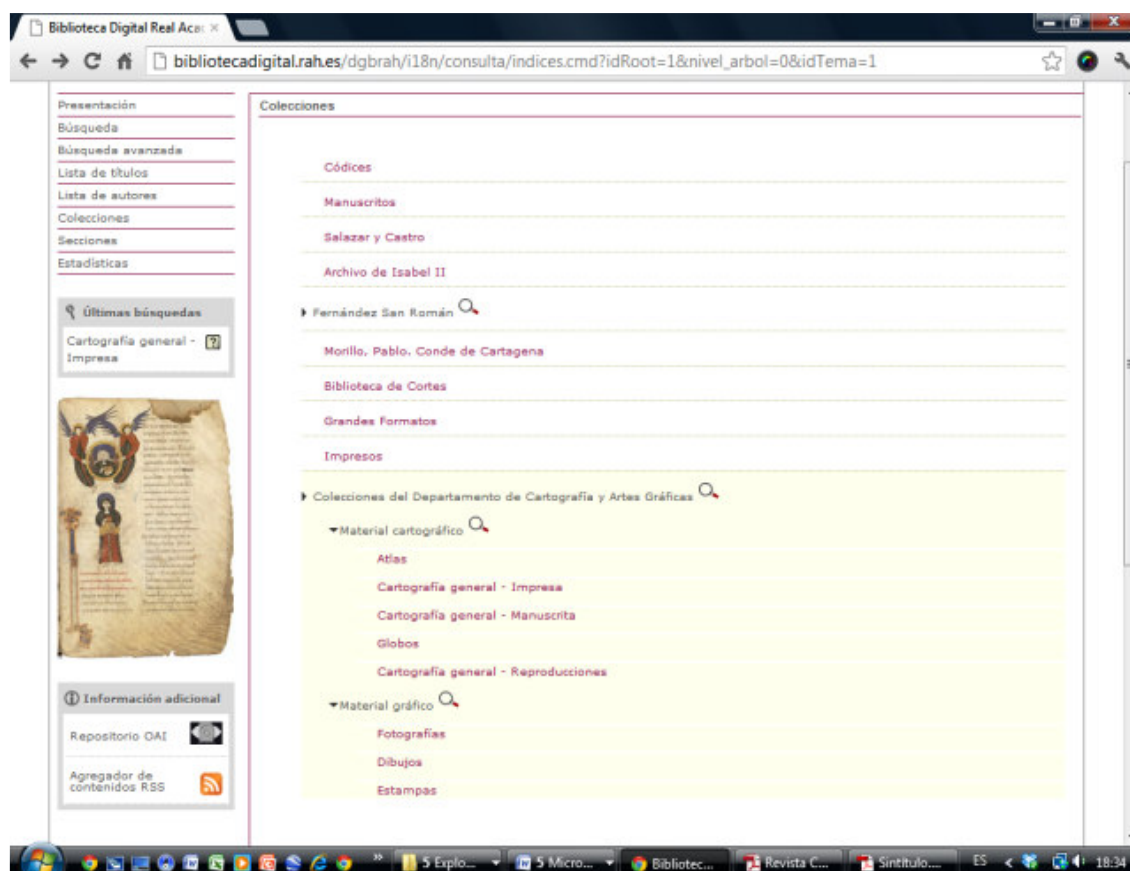 Biblioteca Digital Real Aca
bibliotecadigital.rah.es/dgbrah/i18n/consulta/indices.cmd?idRoot=1&nivel_arbol=0&idTema=1
Presentación
Búsqueda
Búsqueda avanzada
Lista de títulos
Lista de autores
Colecciones
Secciones
Estadísticas
Últimas búsquedas
Cartografía general -
Impresa
Información adicional
Repositorio OAI
Agregador de
contenidos RSS
Colecciones
Códices
Manuscritos
Salazar y Castro
Archivo de Isabel II
Fernández San Román
Morillo, Pablo. Conde de Cartagena
Biblioteca de Cortes
Grandes Formatos
Impresos
Colecciones del Departamento de Cartografía y Artes Gráficas
Material cartográfico
Atlas
Cartografía general - Impresa
Cartografía general - Manuscrita
Globos
Cartografía general - Reproducciones
Material gráfico
Fotografías
Dibujos
Estampas
5 Explo... 5 Micro... Bibliotec... Revista C... Sintitulo.... ES 18:34